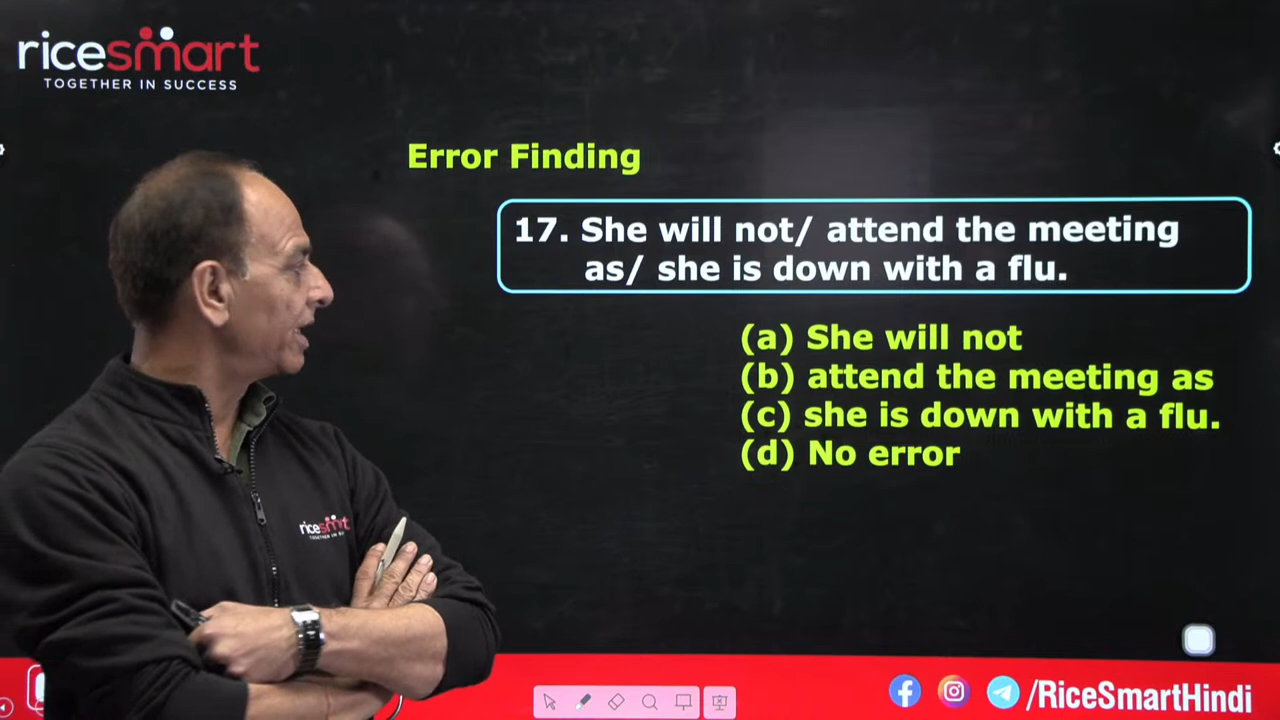 ricesmart
TOGETHER IN SUCCESS
Error Finding
17. She will not/ attend the meeting
as/ she is down with a flu.
(a) She will not
(b) attend the meeting as
(c) she is down with a flu.
(d) No error
ricesmart
/RiceSmartHindi